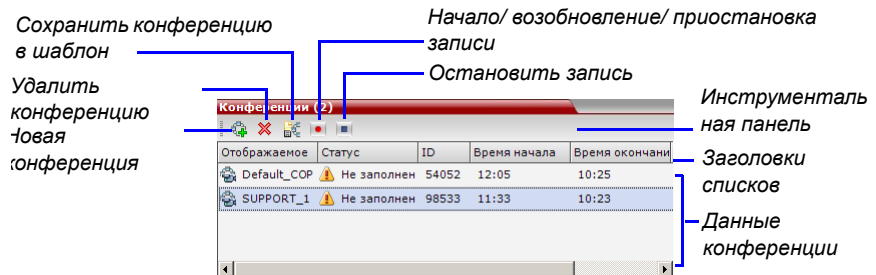 Сохранить конференцию
в шаблон
Начало/ возобновление/ приостановка
записи
Остановить запись
Удалить
конференцию
Новая
конференция
Инструменталь
ная панель
Заголовки
списков
Данные
конференции
Конференции (2)
Отображаемое Статус ID Время начала Время окончани
Default_COP Не заполнен 54052 12:05 10:25
SUPPORT_1 Не заполнен 98533 11:33 10:23